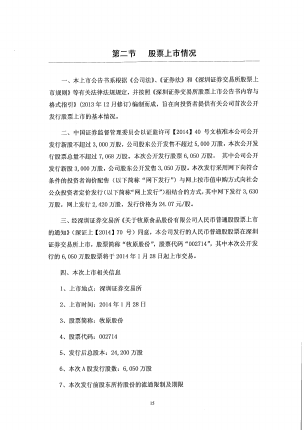 第二节 股票上市情况
一、本上市公告书系根据《公司法》、《证券法》和《深圳证券交易所股票上
市规则》等有关法律法规规定，并按照《深圳证券交易所股票上市公告书内容与
格式指引》(2013年12月修订)编制而成，旨在向投资者提供有关公司首次公开
发行股票上市的基本情况。
二、中国证券监督管理委员会以证监许可【2014】40号文核准本公司公开
发行新股不超过3,000万股，公司股东公开发售不超过5,000万股，本次公开发
行股票总量不超过7,068万股。本次公开发行股票6,050万股， 其中公司公开
发行新股3,000万股，公司股东公开发售3,050万股。本次发行采用网下向符合
条件的投资者询价配售（以下简称“网下发行”）与网上按市值申购方式向社会
公众投资者定价发行（以下简称“网上发行”)相结合的方式，其中网下发行3,630
万股，网上发行2,420万股，发行价格为24.07元/股。
三、经深圳证券交易所《关于牧原食品股份有限公司人民币普通股股票上市
的通知》（深证上【2014】70号）同意，本公司发行的人民币普通股股票在深圳
证券交易所上市，股票简称“牧原股份”，股票代码“002714”，其中本次公开发
行的6,050万股股票将于2014年1月28日起上市交易。
四、本次上市相关信息
1、上市地点：深圳证券交易所
2、上市时间：2014年1月28日
3、股票简称：牧原股份
4、股票代码：002714
5、发行后总股本：24,200万股
6、本次A股发行股数：6,050万股
7、本次发行前股东所持股份的流通限制及期限